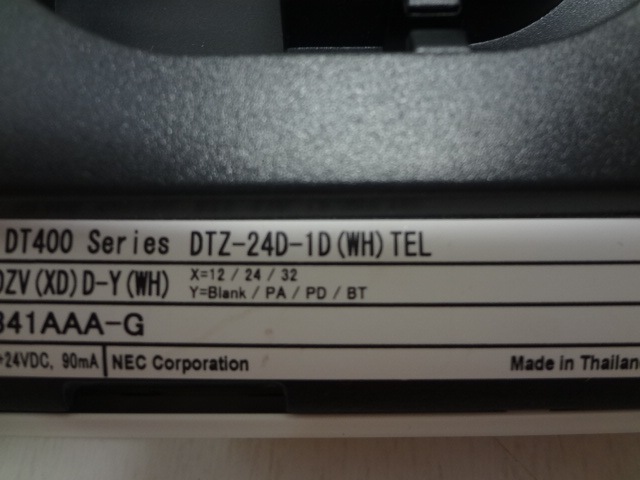 DT400 Series DTZ-24D-1D(WH)TEL
DZV(XD)D-Y(WH) X=12 / 24 / 32
Y=Blank / PA / PD / BT
341AAA-G
+24VDC, 90mA NEC Corporation Made in Thailand